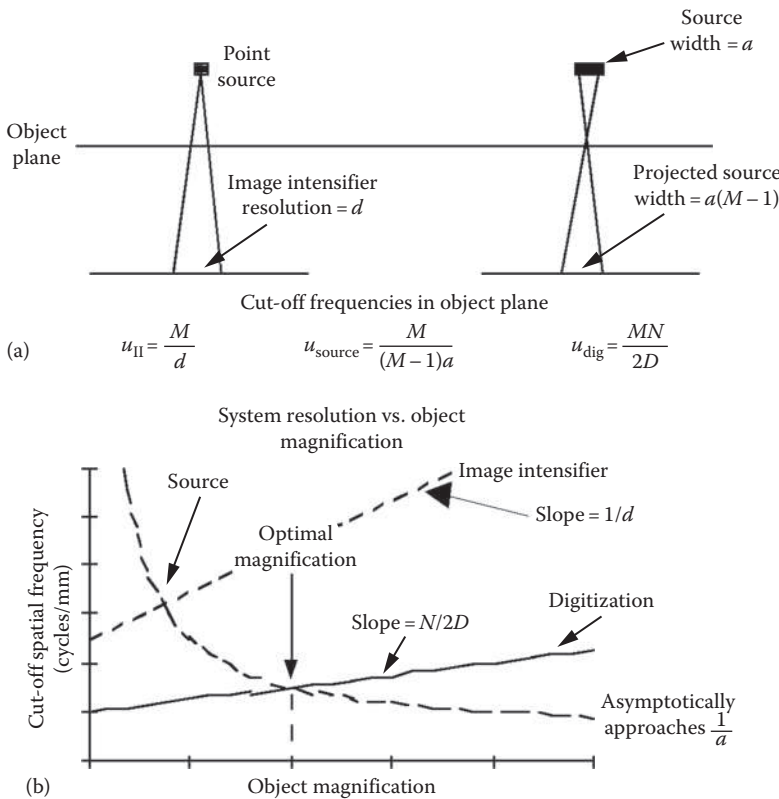 Point
source
Source
width = a
Object
plane
Image intensifier
resolution = d
Projected source
width = a(M – 1)
Cut-off frequencies in object plane
(a)
u_II = M/d
u_source = M/((M – 1)a)
u_dig = MN/2D
System resolution vs. object
magnification
Source
Image intensifier
Slope = 1/d
Optimal
magnification
Digitization
Slope = N/2D
Cut-off spatial frequency
(cycles/mm)
Asymptotically
approaches 1/a
(b)
Object magnification